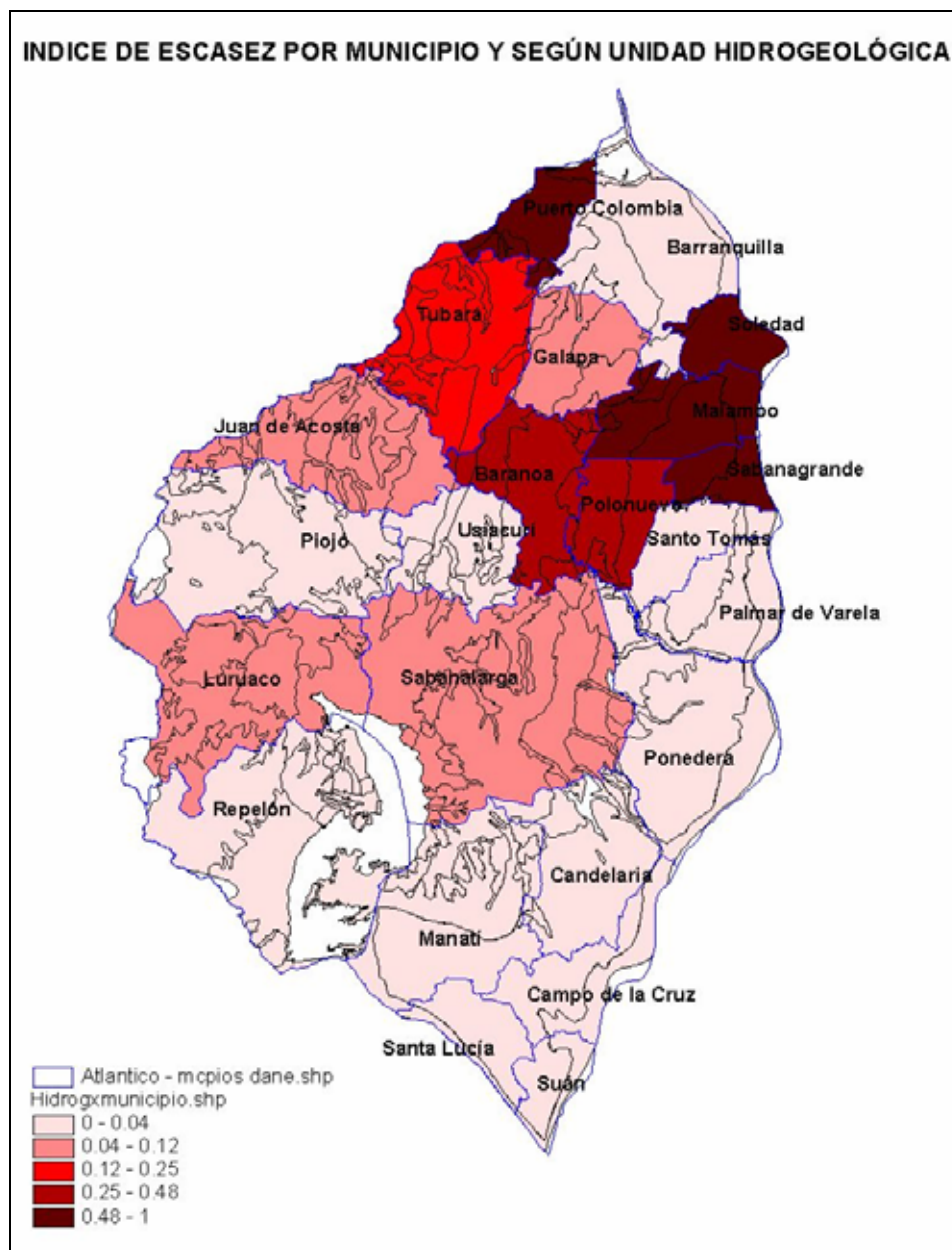 INDICE DE ESCASEZ POR MUNICIPIO Y SEGÚN UNIDAD HIDROGEOLÓGICA
Puerto Colombia
Barranquilla
Tubará
Soledad
Galapa
Malambo
Juan de Acosta
Baranoa
Sabanagrande
Polonuevo
Usiacurí
Piojó
Santo Tomás
Palmar de Varela
Luruaco
Sabanalarga
Ponedera
Repelón
Candelaria
Manatí
Campo de la Cruz
Santa Lucía
Suán
Atlantico - mcpios dane.shp
Hidrogxmunicipio.shp
0 - 0.04
0.04 - 0.12
0.12 - 0.25
0.25 - 0.48
0.48 - 1